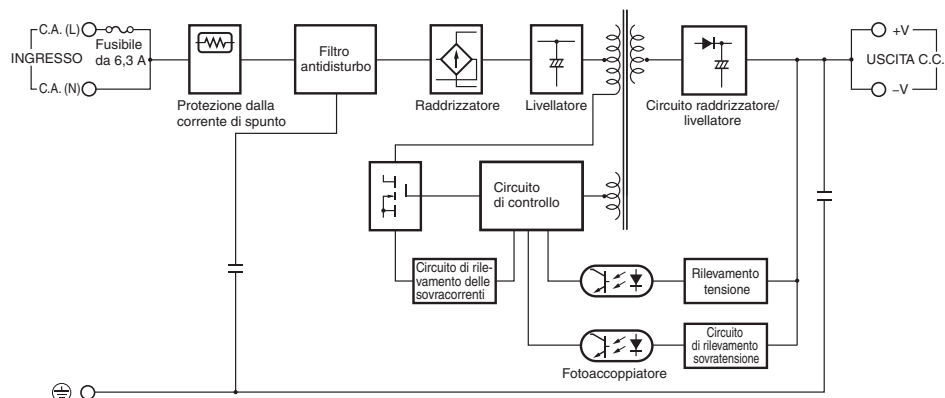 C.A. (L)
Fusibile
da 6,3 A
INGRESSO
C.A. (N)
Protezione dalla
corrente di spunto
Filtro
antidisturbo
Raddrizzatore
Livellatore
Circuito raddrizzatore/
livellatore
+V
USCITA C.C.
–V
Circuito
di controllo
Circuito di rile-
vamento delle
sovracorrenti
Rilevamento
tensione
Circuito
di rilevamento
sovratensione
Fotoaccoppiatore